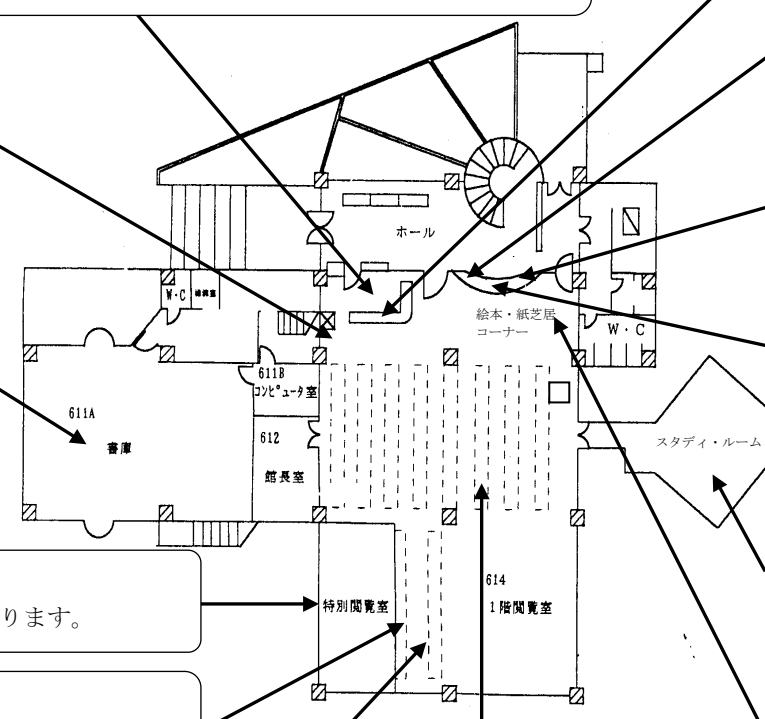 ホール
W・C
絵本・紙芝居
コーナー
W・C
611B
コンピュータ室
611A
書庫
612
館長室
スタディ・ルーム
ります。
特別閲覧室
614
1階閲覧室